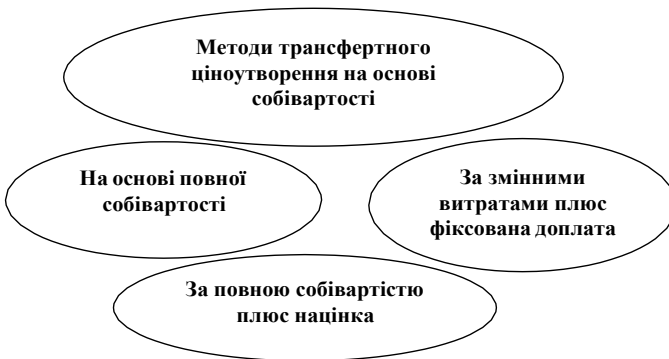 Методи трансфертного
ціноутворення на основі
собівартості
На основі повної
собівартості
За змінними
витратами плюс
фіксована доплата
За повною собівартістю
плюс націнка